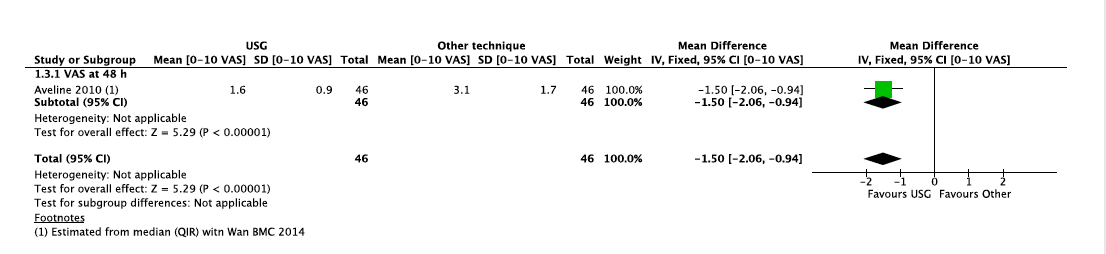 USG Other technique Mean Difference Mean Difference
Study or Subgroup Mean [0-10 VAS] SD [0-10 VAS] Total Mean [0-10 VAS] SD [0-10 VAS] Total Weight IV, Fixed, 95% CI [0-10 VAS] IV, Fixed, 95% CI [0-10 VAS]
1.3.1 VAS at 48 h
Aveline 2010 (1) 1.6 0.9 46 3.1 1.7 46 100.0% -1.50 [-2.06, -0.94]
Subtotal (95% CI) 46 46 100.0% -1.50 [-2.06, -0.94]
Heterogeneity: Not applicable
Test for overall effect: Z = 5.29 (P < 0.00001)
Total (95% CI) 46 46 100.0% -1.50 [-2.06, -0.94]
Heterogeneity: Not applicable
Test for overall effect: Z = 5.29 (P < 0.00001)
Test for subgroup differences: Not applicable
-2 -1 0 1 2
Favours USG Favours Other
Footnotes
(1) Estimated from median (QIR) witn Wan BMC 2014